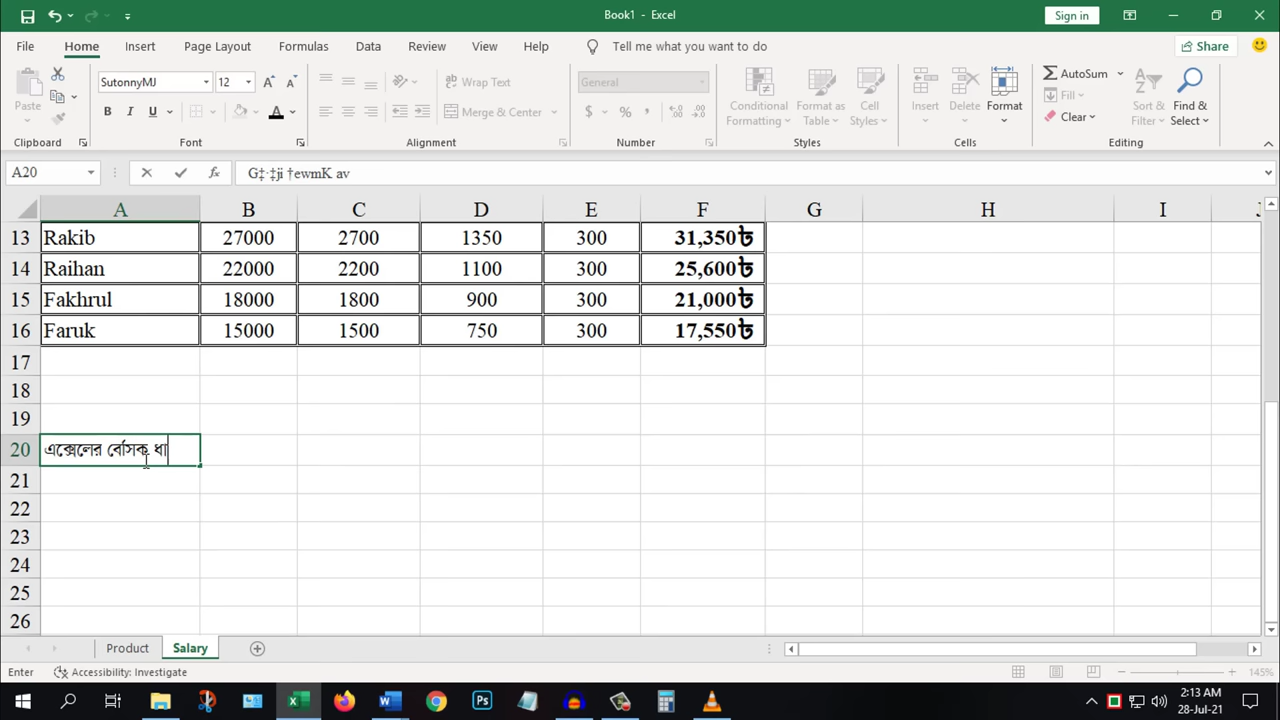 Book1 - Excel
Sign in
File Home Insert Page Layout Formulas Data Review View Help Tell me what you want to do Share
Paste
SutonnyMJ 12
B I U
Wrap Text
Merge & Center
General
$ % ,
Conditional Formatting
Format as Table
Cell Styles
Insert Delete Format
AutoSum
Fill
Clear
Sort & Filter
Find & Select
Clipboard Font Alignment Number Styles Cells Editing
A20 fx G‡·‡ji †ewmK av
A B C D E F G H I J
13 Rakib 27000 2700 1350 300 31,350৳
14 Raihan 22000 2200 1100 300 25,600৳
15 Fakhrul 18000 1800 900 300 21,000৳
16 Faruk 15000 1500 750 300 17,550৳
17
18
19
20 এক্সেলের বেসিক ধা
21
22
23
24
25
26
Product Salary
Enter Accessibility: Investigate 145%
2:13 AM
28-Jul-21